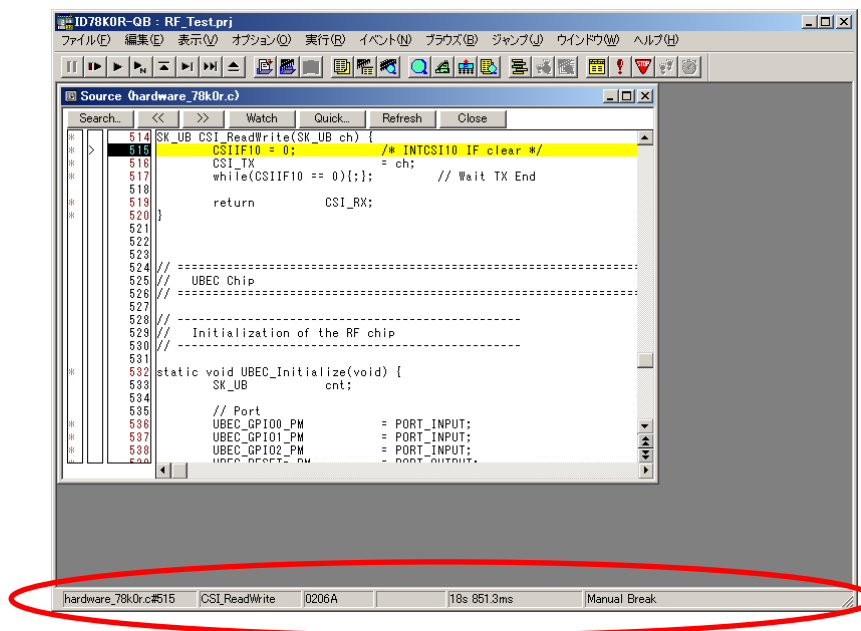 ID78K0R-QB : RF_Test.prj
ファイル(F) 編集(E) 表示(V) オプション(O) 実行(R) イベント(N) ブラウズ(B) ジャンプ(J) ウインドウ(W) ヘルプ(H)
Source (hardware_78k0r.c)
Search... << >> Watch Quick... Refresh Close
* 514 SK_UB CSI_ReadWrite(SK_UB ch) {
* > 515 CSIIF10 = 0; /* INTCSI10 IF clear */
* 516 CSI_TX = ch;
* 517 while(CSIIF10 == 0){;}; // Wait TX End
518
* 519 return CSI_RX;
* 520 }
521
522
523
524 // ================================================================
525 // UBEC Chip
526 // ================================================================
527
528 // -------------------------------------------------
529 // Initialization of the RF chip
530 // -------------------------------------------------
531
* 532 static void UBEC_Initialize(void) {
533 SK_UB cnt;
534
535 // Port
* 536 UBEC_GPIO0_PM = PORT_INPUT;
* 537 UBEC_GPIO1_PM = PORT_INPUT;
* 538 UBEC_GPIO2_PM = PORT_INPUT;
hardware_78k0r.c#515 CSI_ReadWrite 0206A 18s 851.3ms Manual Break